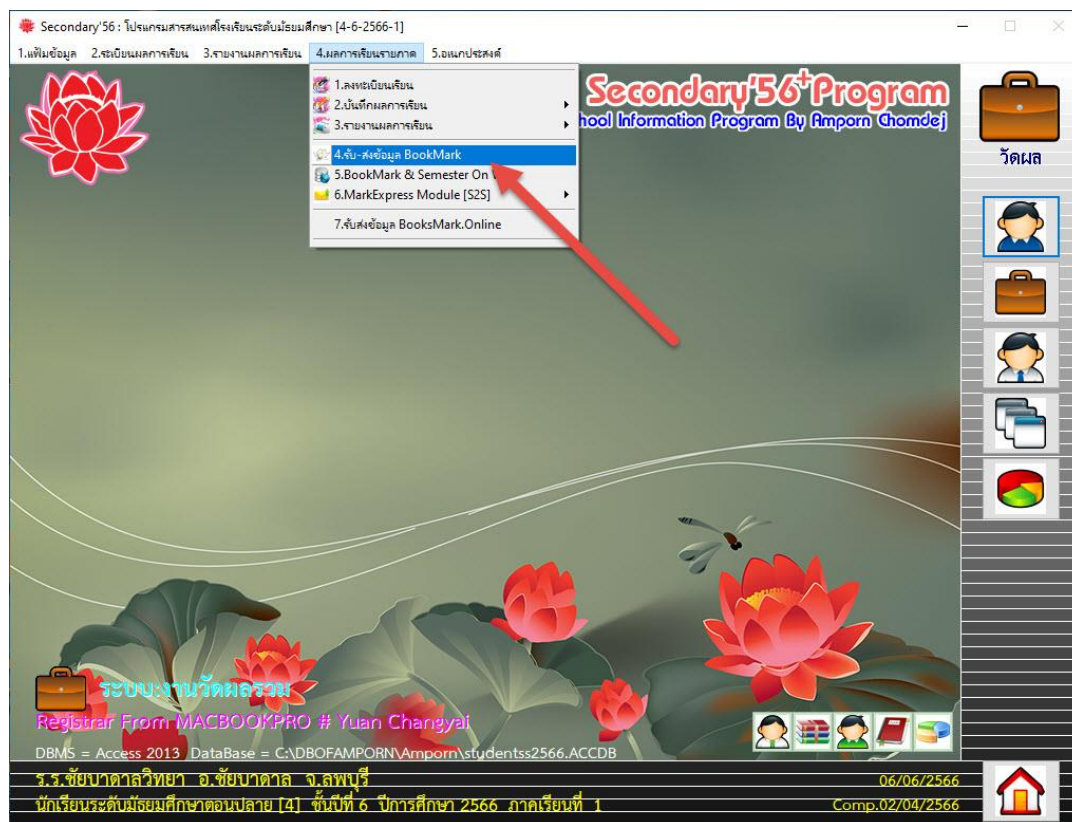 Secondary'56 : โปรแกรมสารสนเทศโรงเรียนระดับมัธยมศึกษา [4-6-2566-1]
1.แฟ้มข้อมูล 2.ระเบียนผลการเรียน 3.รายงานผลการเรียน 4.ผลการเรียนรายภาค 5.อเนกประสงค์
Secondary'56+Program
hool Information Program By Amporn Chomdej
1.ลงทะเบียนเรียน
2.บันทึกผลการเรียน
3.รายงานผลการเรียน
4.รับ-ส่งข้อมูล BookMark
5.BookMark & Semester On
6.MarkExpress Module [S2S]
7.รับส่งข้อมูล BooksMark.Online
วัดผล
ระบบ:งานวัดผลรวม
Registrar From MACBOOKPRO # Yuan Changyai
DBMS = Access 2013 DataBase = C:\DBOFAMPORN\Amporn\studentss2566.ACCDB
ร.ร.ชัยบาดาลวิทยา อ.ชัยบาดาล จ.ลพบุรี 06/06/2566
นักเรียนระดับมัธยมศึกษาตอนปลาย [4] ชั้นปีที่ 6 ปีการศึกษา 2566 ภาคเรียนที่ 1 Comp.02/04/2566